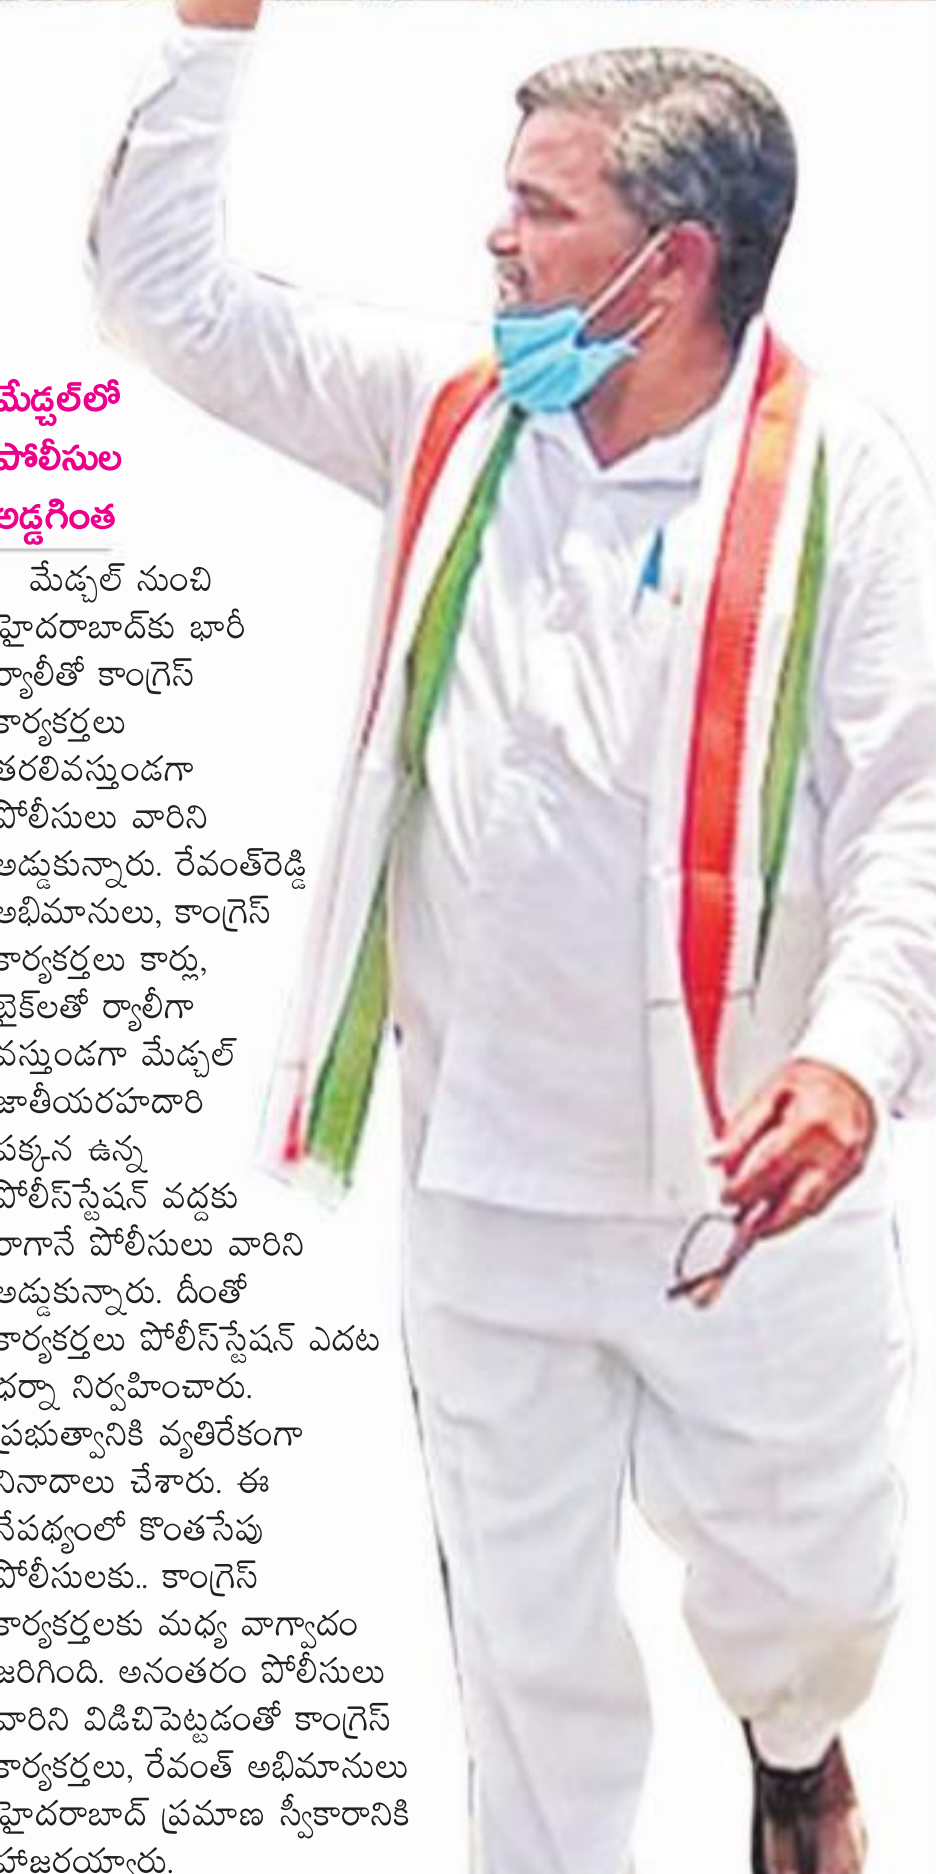 మేడ్చల్‌లో
పోలీసుల
అడ్డగింత
మేడ్చల్ నుంచి
హైదరాబాద్‌కు భారీ
ర్యాలీతో కాంగ్రెస్
కార్యకర్తలు
తరలివస్తుండగా
పోలీసులు వారిని
అడ్డుకున్నారు. రేవంత్‌రెడ్డి
అభిమానులు, కాంగ్రెస్
కార్యకర్తలు కార్లు,
బైక్‌లతో ర్యాలీగా
వస్తుండగా మేడ్చల్
జాతీయరహదారి
పక్కన ఉన్న
పోలీస్‌స్టేషన్ వద్దకు
రాగానే పోలీసులు వారిని
అడ్డుకున్నారు. దీంతో
కార్యకర్తలు పోలీస్‌స్టేషన్ ఎదట
ధర్నా నిర్వహించారు.
ప్రభుత్వానికి వ్యతిరేకంగా
నినాదాలు చేశారు. ఈ
నేపథ్యంలో కొంతసేపు
పోలీసులకు.. కాంగ్రెస్
కార్యకర్తలకు మధ్య వాగ్వాదం
జరిగింది. అనంతరం పోలీసులు
వారిని విడిచిపెట్టడంతో కాంగ్రెస్
కార్యకర్తలు, రేవంత్ అభిమానులు
హైదరాబాద్ ప్రమాణ స్వీకారానికి
హాజరయ్యారు.